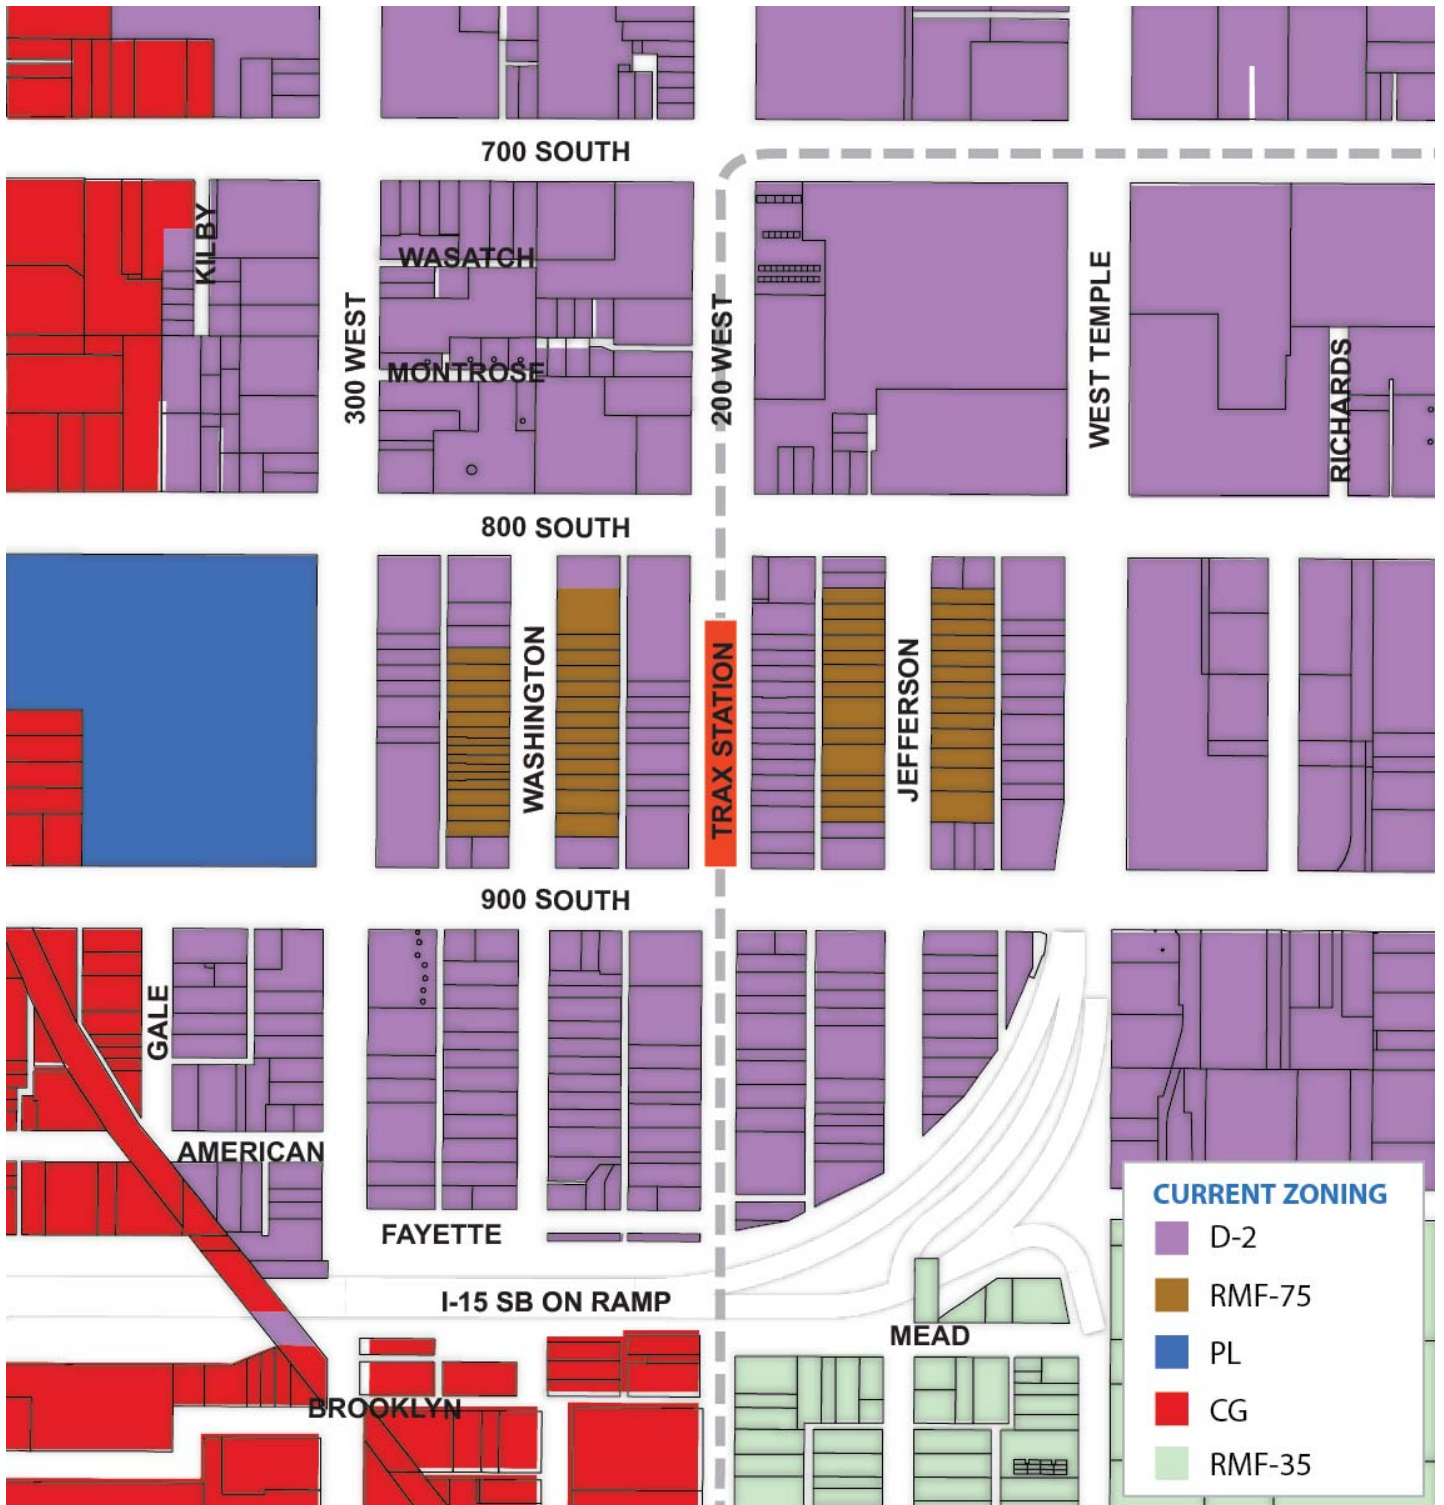 700 SOUTH
KILBY
WASATCH
300 WEST
MONTROSE
200 WEST
WEST TEMPLE
RICHARDS
800 SOUTH
WASHINGTON
TRAX STATION
JEFFERSON
900 SOUTH
GALE
AMERICAN
FAYETTE
I-15 SB ON RAMP
MEAD
BROOKLYN
CURRENT ZONING
D-2
RMF-75
PL
CG
RMF-35